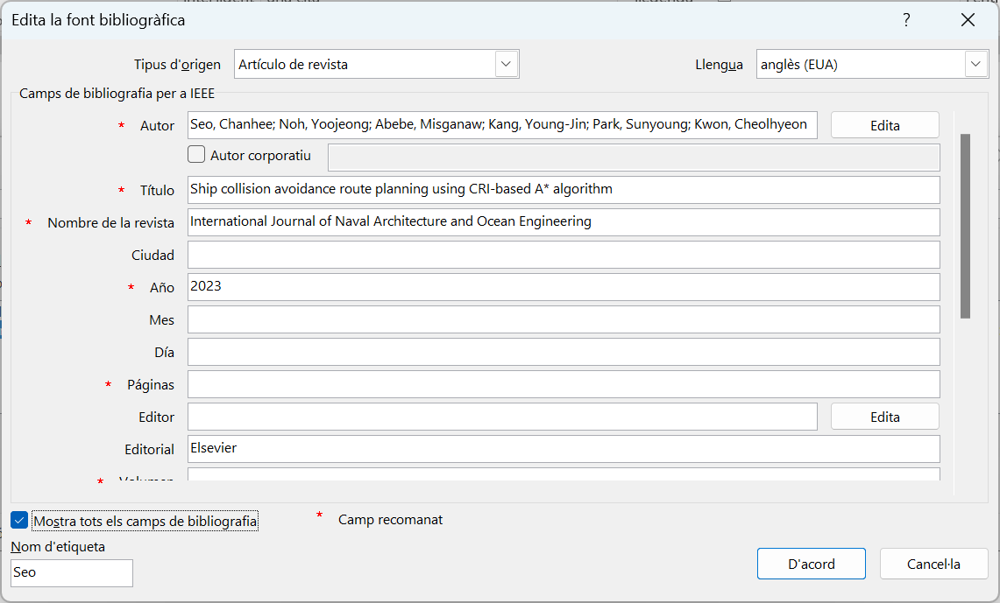 Edita la font bibliogràfica ?
Tipus d'origen Artículo de revista Llengua anglès (EUA)
Camps de bibliografia per a IEEE
* Autor Seo, Chanhee; Noh, Yoojeong; Abebe, Misganaw; Kang, Young-Jin; Park, Sunyoung; Kwon, Cheolhyeon Edita
Autor corporatiu
* Título Ship collision avoidance route planning using CRI-based A* algorithm
* Nombre de la revista International Journal of Naval Architecture and Ocean Engineering
Ciudad
* Año 2023
Mes
Día
* Páginas
Editor Edita
Editorial Elsevier
* Volumen
Mostra tots els camps de bibliografia * Camp recomanat
Nom d'etiqueta
Seo D'acord Cancel·la